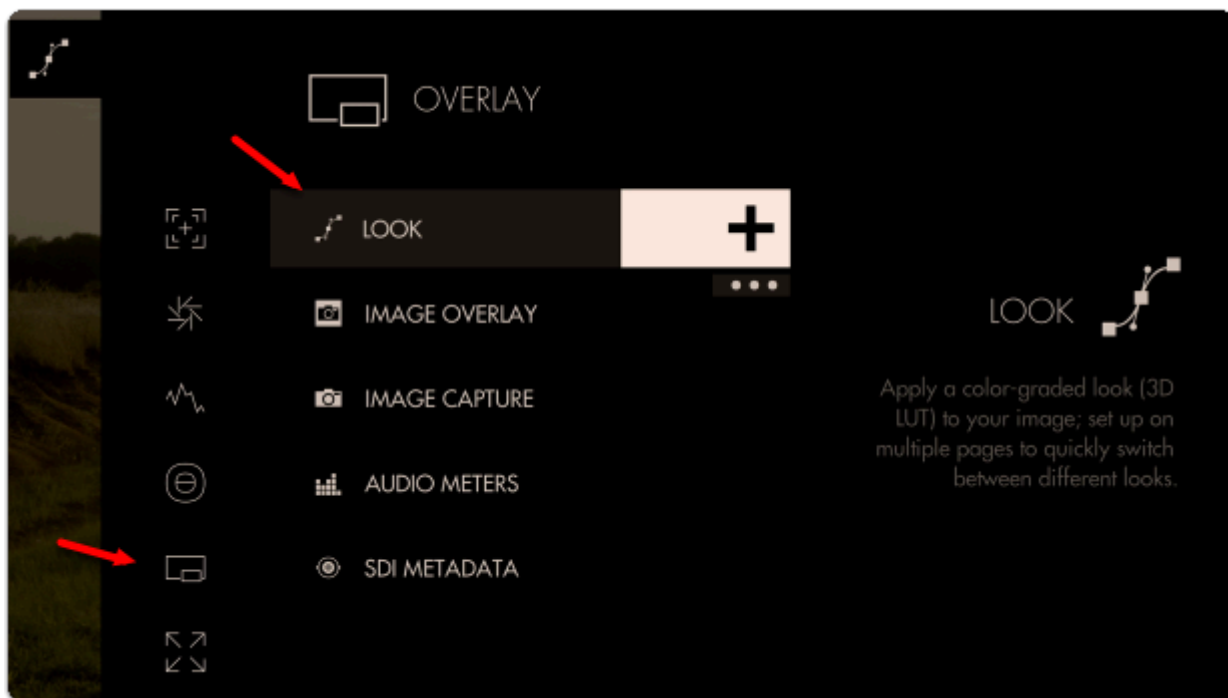 OVERLAY
LOOK
IMAGE OVERLAY
IMAGE CAPTURE
AUDIO METERS
SDI METADATA
LOOK
Apply a color-graded look (3D
LUT) to your image; set up on
multiple pages to quickly switch
between different looks.